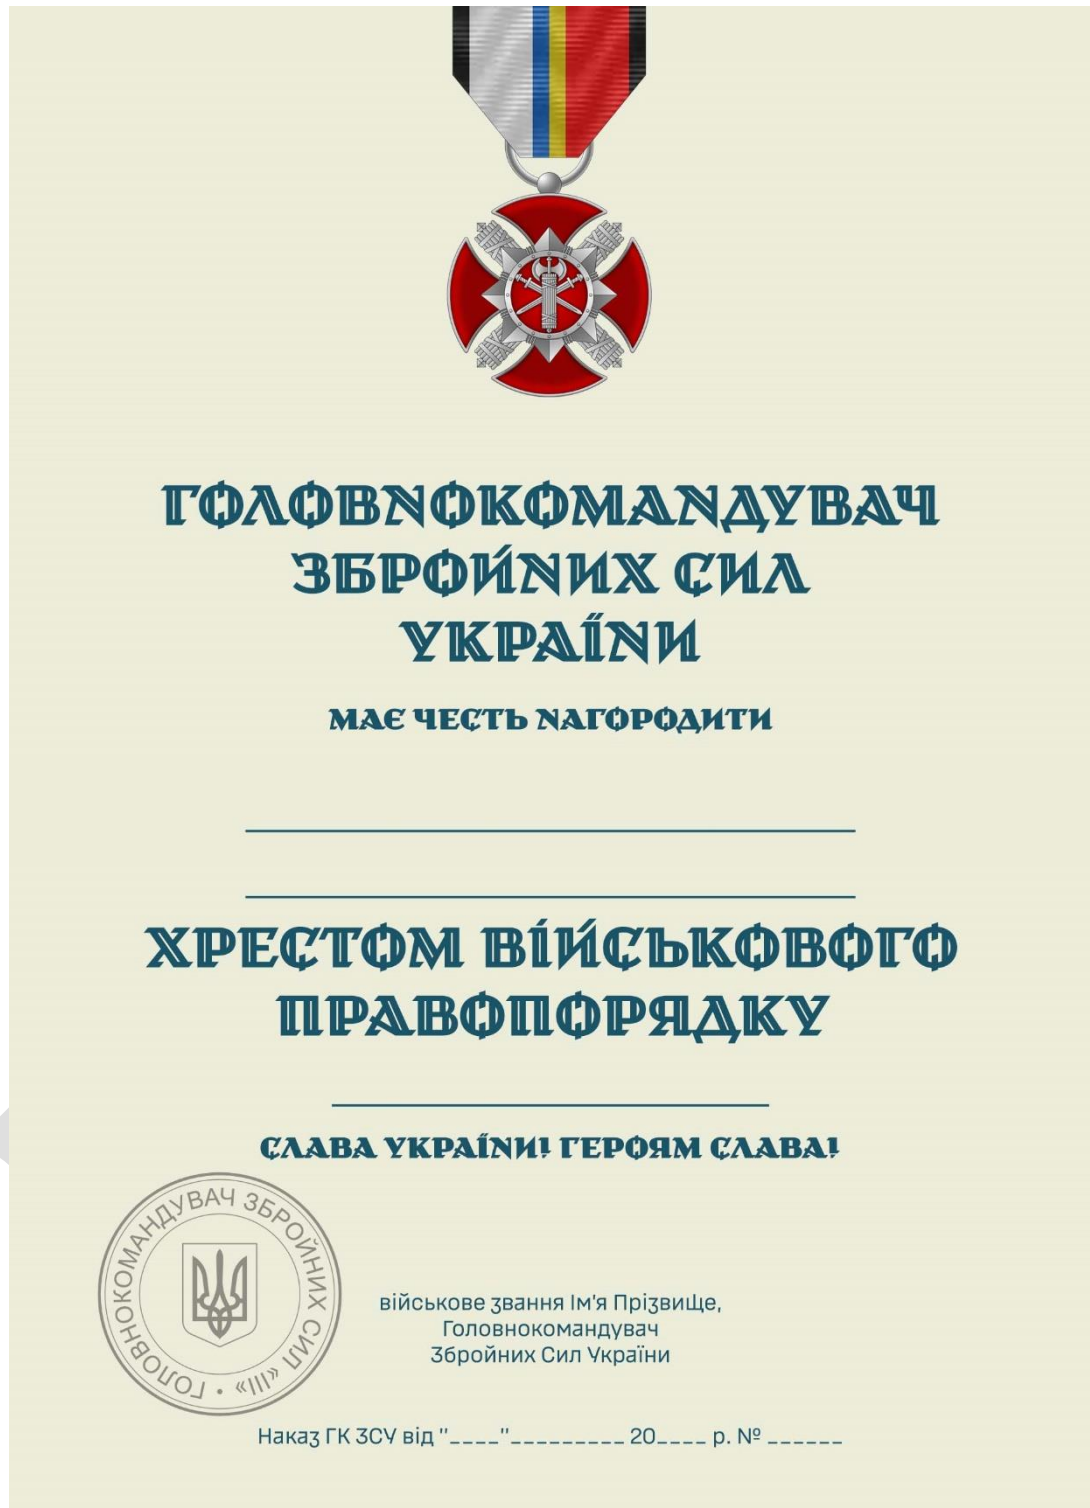 ГОЛОВНОКОМАНДУВАЧ
ЗБРОЙНИХ СИЛ
УКРАЇНИ
МАЄ ЧЕСТЬ НАГОРОДИТИ
ХРЕСТОМ ВІЙСЬКОВОГО
ПРАВОПОРЯДКУ
СЛАВА УКРАЇНИ! ГЕРОЯМ СЛАВА!
ГОЛОВНОКОМАНДУВАЧ ЗБРОЙНИХ СИЛ «ІІІ» •
військове звання Ім'я Прізвище,
Головнокомандувач
Збройних Сил України
Наказ ГК ЗСУ від "____"_________ 20____ р. № ______